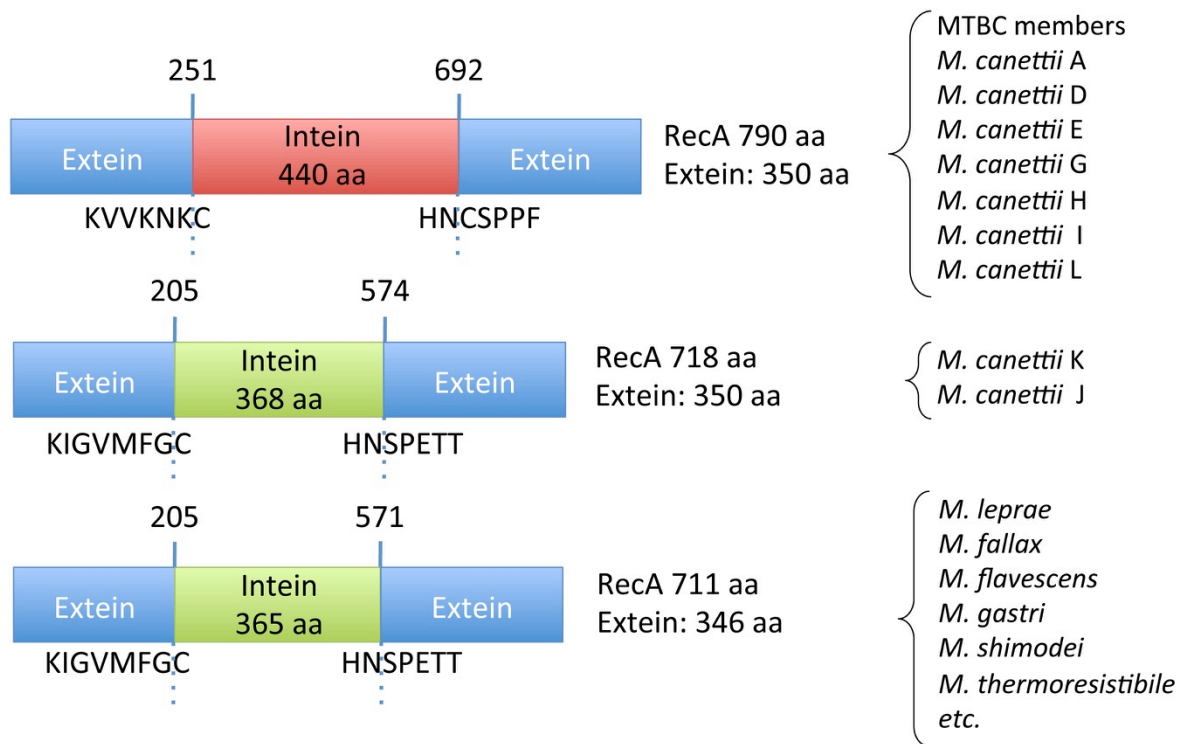 251
692
Extein
Intein
440 aa
Extein
KVVKNKC
HNCSPPF
RecA 790 aa
Extein: 350 aa
MTBC members
M. canettii A
M. canettii D
M. canettii E
M. canettii G
M. canettii H
M. canettii I
M. canettii L
205
574
Extein
Intein
368 aa
Extein
KIGVMFGC
HNSPETT
RecA 718 aa
Extein: 350 aa
M. canettii K
M. canettii J
205
571
Extein
Intein
365 aa
Extein
KIGVMFGC
HNSPETT
RecA 711 aa
Extein: 346 aa
M. leprae
M. fallax
M. flavescens
M. gastri
M. shimodei
M. thermoresistibile
etc.